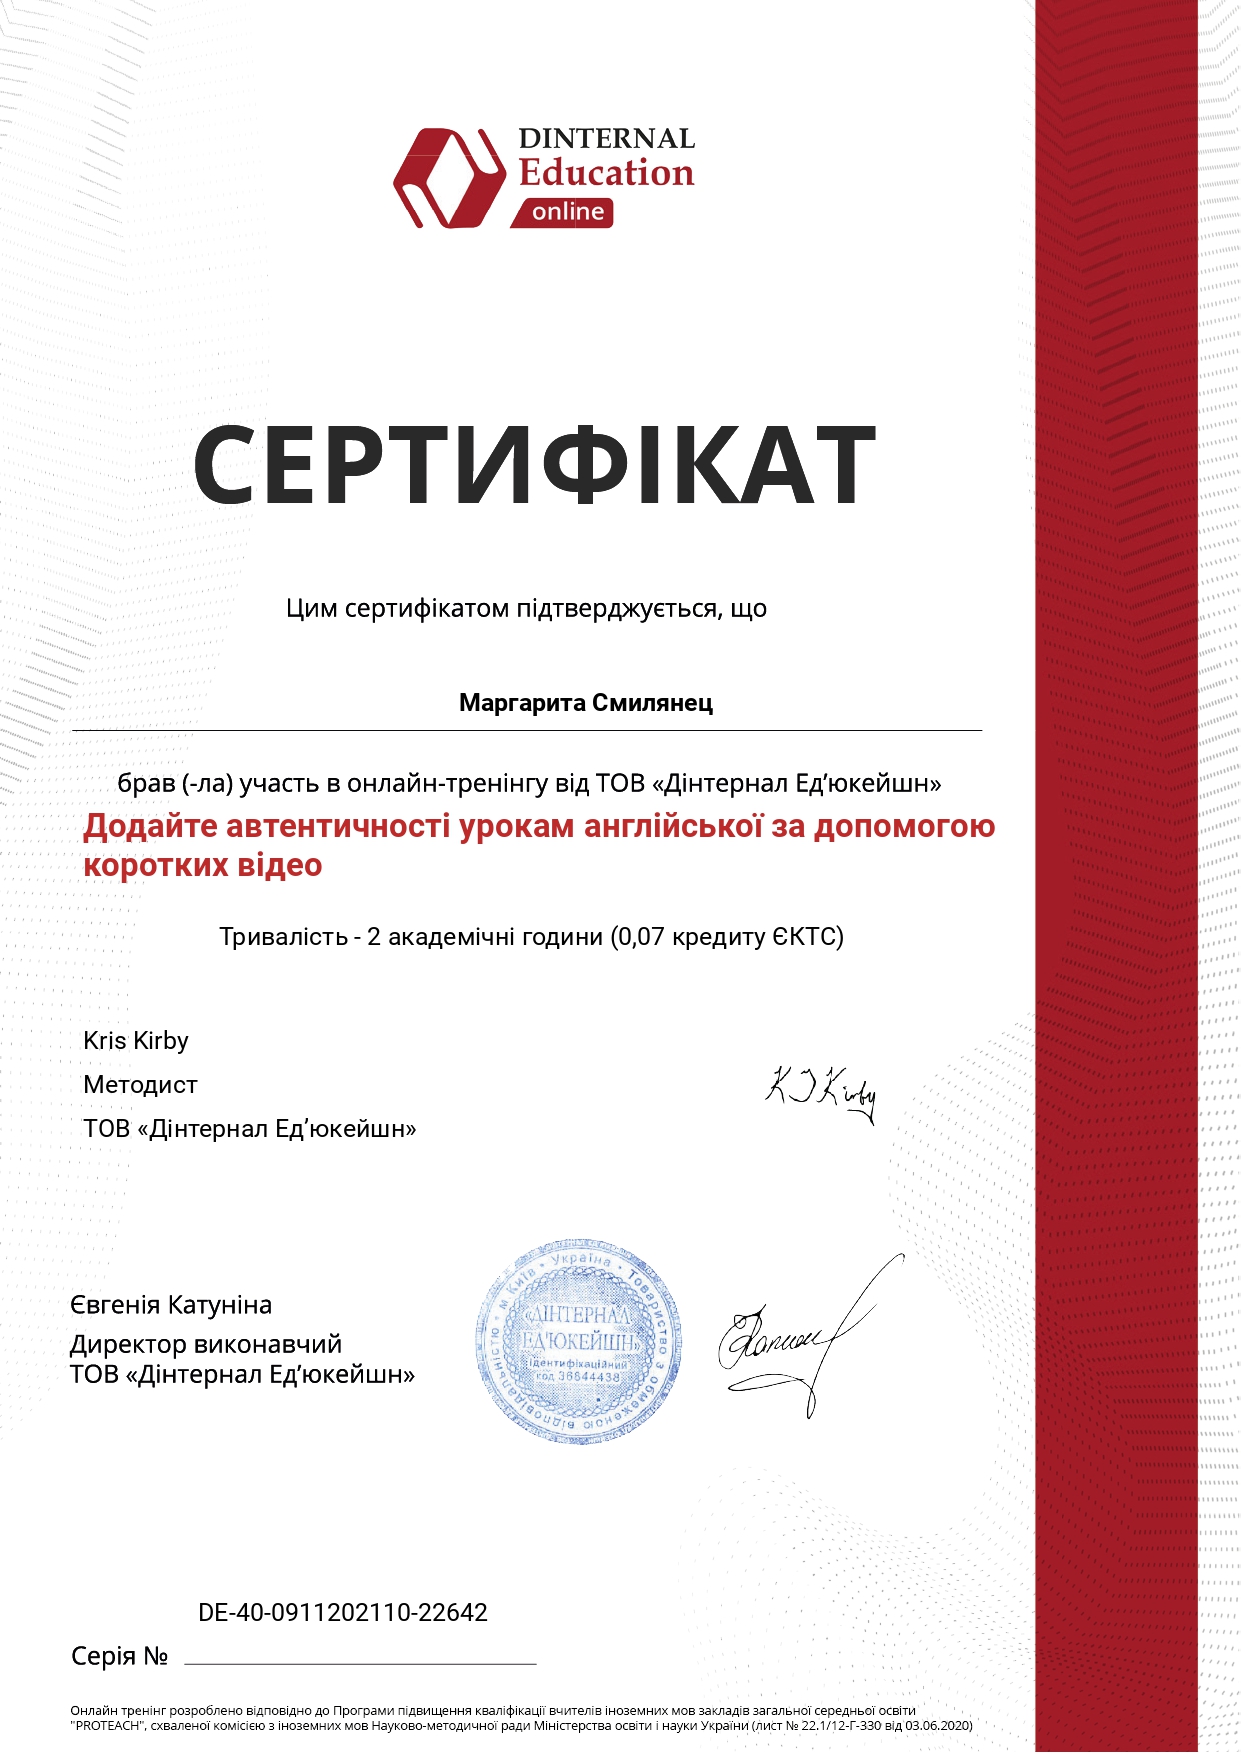 DINTERNAL
Education
online
СЕРТИФІКАТ
Цим сертифікатом підтверджується, що
Маргарита Смилянец
брав (-ла) участь в онлайн-тренінгу від ТОВ «Дінтернал Ед’юкейшн»
Додайте автентичності урокам англійської за допомогою
коротких відео
Тривалість - 2 академічні години (0,07 кредиту ЄКТС)
Kris Kirby
Методист
ТОВ «Дінтернал Ед’юкейшн»
K J Kirby
Євгенія Катуніна
Директор виконавчий
ТОВ «Дінтернал Ед’юкейшн»
м.Київ • Україна • Товариство з обмеженою відповідальністю •
«ДІНТЕРНАЛ
ЕД’ЮКЕЙШН»
ідентифікаційний
код 36844438
DE-40-0911202110-22642
Серія №
Онлайн тренінг розроблено відповідно до Програми підвищення кваліфікації вчителів іноземних мов закладів загальної середньої освіти
"PROTEACH", схваленої комісією з іноземних мов Науково-методичної ради Міністерства освіти і науки України (лист № 22.1/12-Г-330 від 03.06.2020)